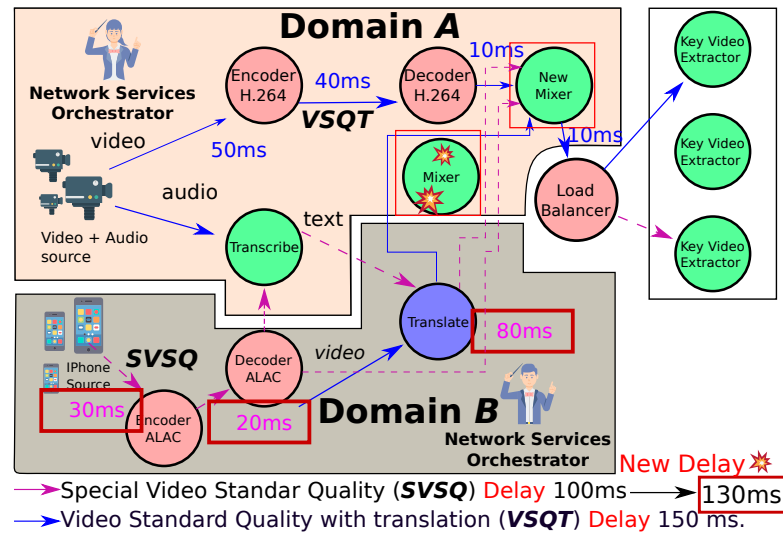 Domain A
Network Services
Orchestrator
video
audio
Video + Audio
source
50ms
Encoder
H.264
40ms
VSQT
Decoder
H.264
10ms
New
Mixer
10ms
Mixer
Transcribe
text
Load
Balancer
Key Video
Extractor
Key Video
Extractor
Key Video
Extractor
IPhone
Source
SVSQ
30ms
Encoder
ALAC
Decoder
ALAC
20ms
video
Translate
80ms
Domain B
Network Services
Orchestrator
New Delay
Special Video Standar Quality (SVSQ) Delay 100ms
130ms
Video Standard Quality with translation (VSQT) Delay 150 ms.